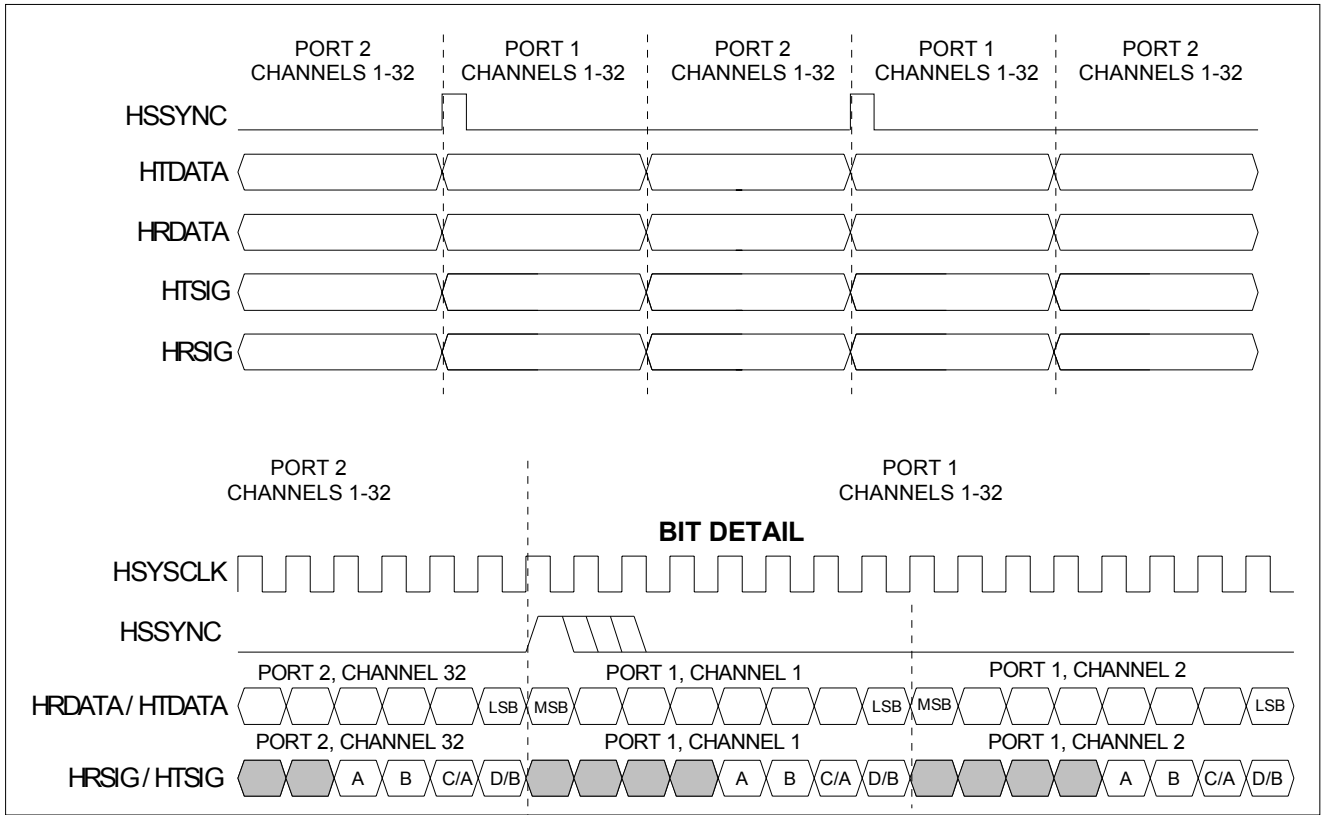 PORT 2 PORT 1 PORT 2 PORT 1 PORT 2
CHANNELS 1-32 CHANNELS 1-32 CHANNELS 1-32 CHANNELS 1-32 CHANNELS 1-32
HSSYNC
HTDATA
HRDATA
HTSIG
HRSIG
PORT 2 PORT 1
CHANNELS 1-32 CHANNELS 1-32
BIT DETAIL
HSYSCLK
HSSYNC
PORT 2, CHANNEL 32 PORT 1, CHANNEL 1 PORT 1, CHANNEL 2
HRDATA / HTDATA LSB MSB LSB MSB LSB
PORT 2, CHANNEL 32 PORT 1, CHANNEL 1 PORT 1, CHANNEL 2
HRSIG / HTSIG A B C/A D/B A B C/A D/B A B C/A D/B